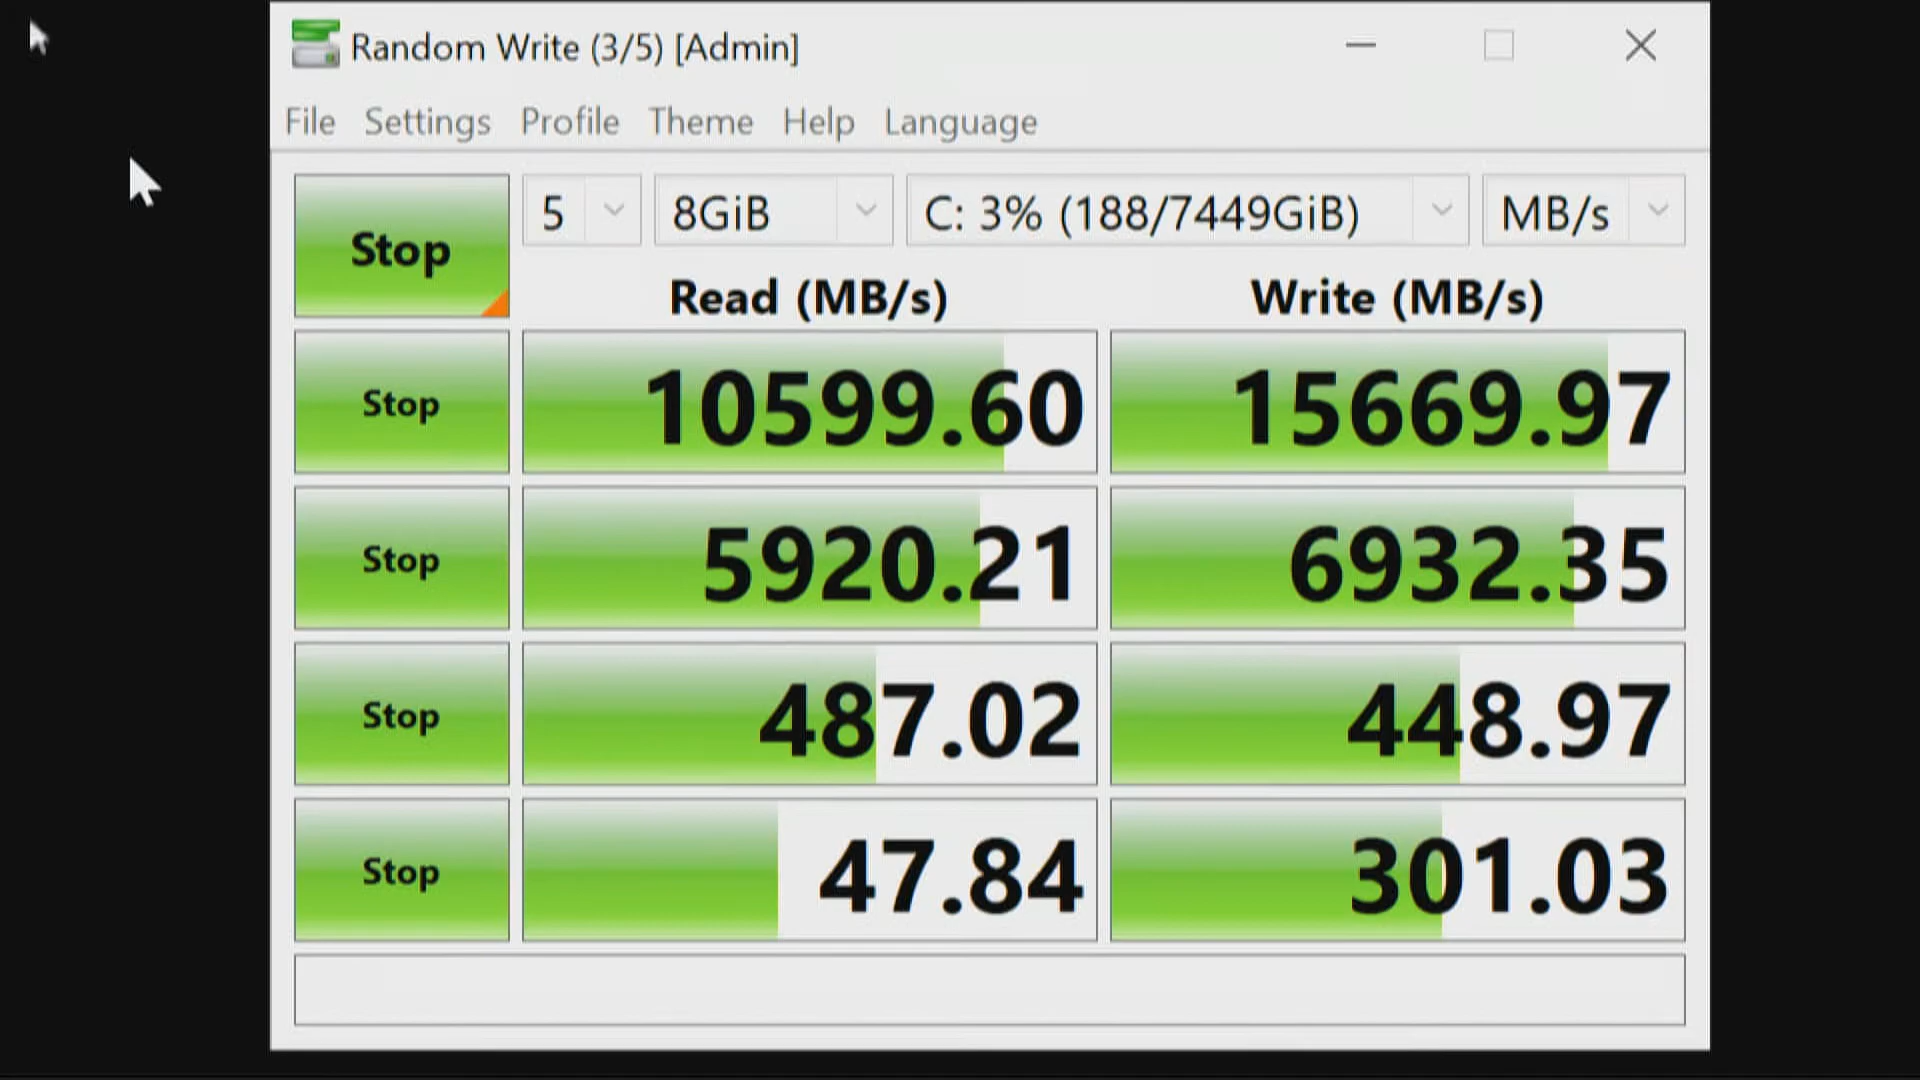 Random Write (3/5) [Admin]
File Settings Profile Theme Help Language
Stop 5 8GiB C: 3% (188/7449GiB) MB/s
Read (MB/s) Write (MB/s)
Stop 10599.60 15669.97
Stop 5920.21 6932.35
Stop 487.02 448.97
Stop 47.84 301.03